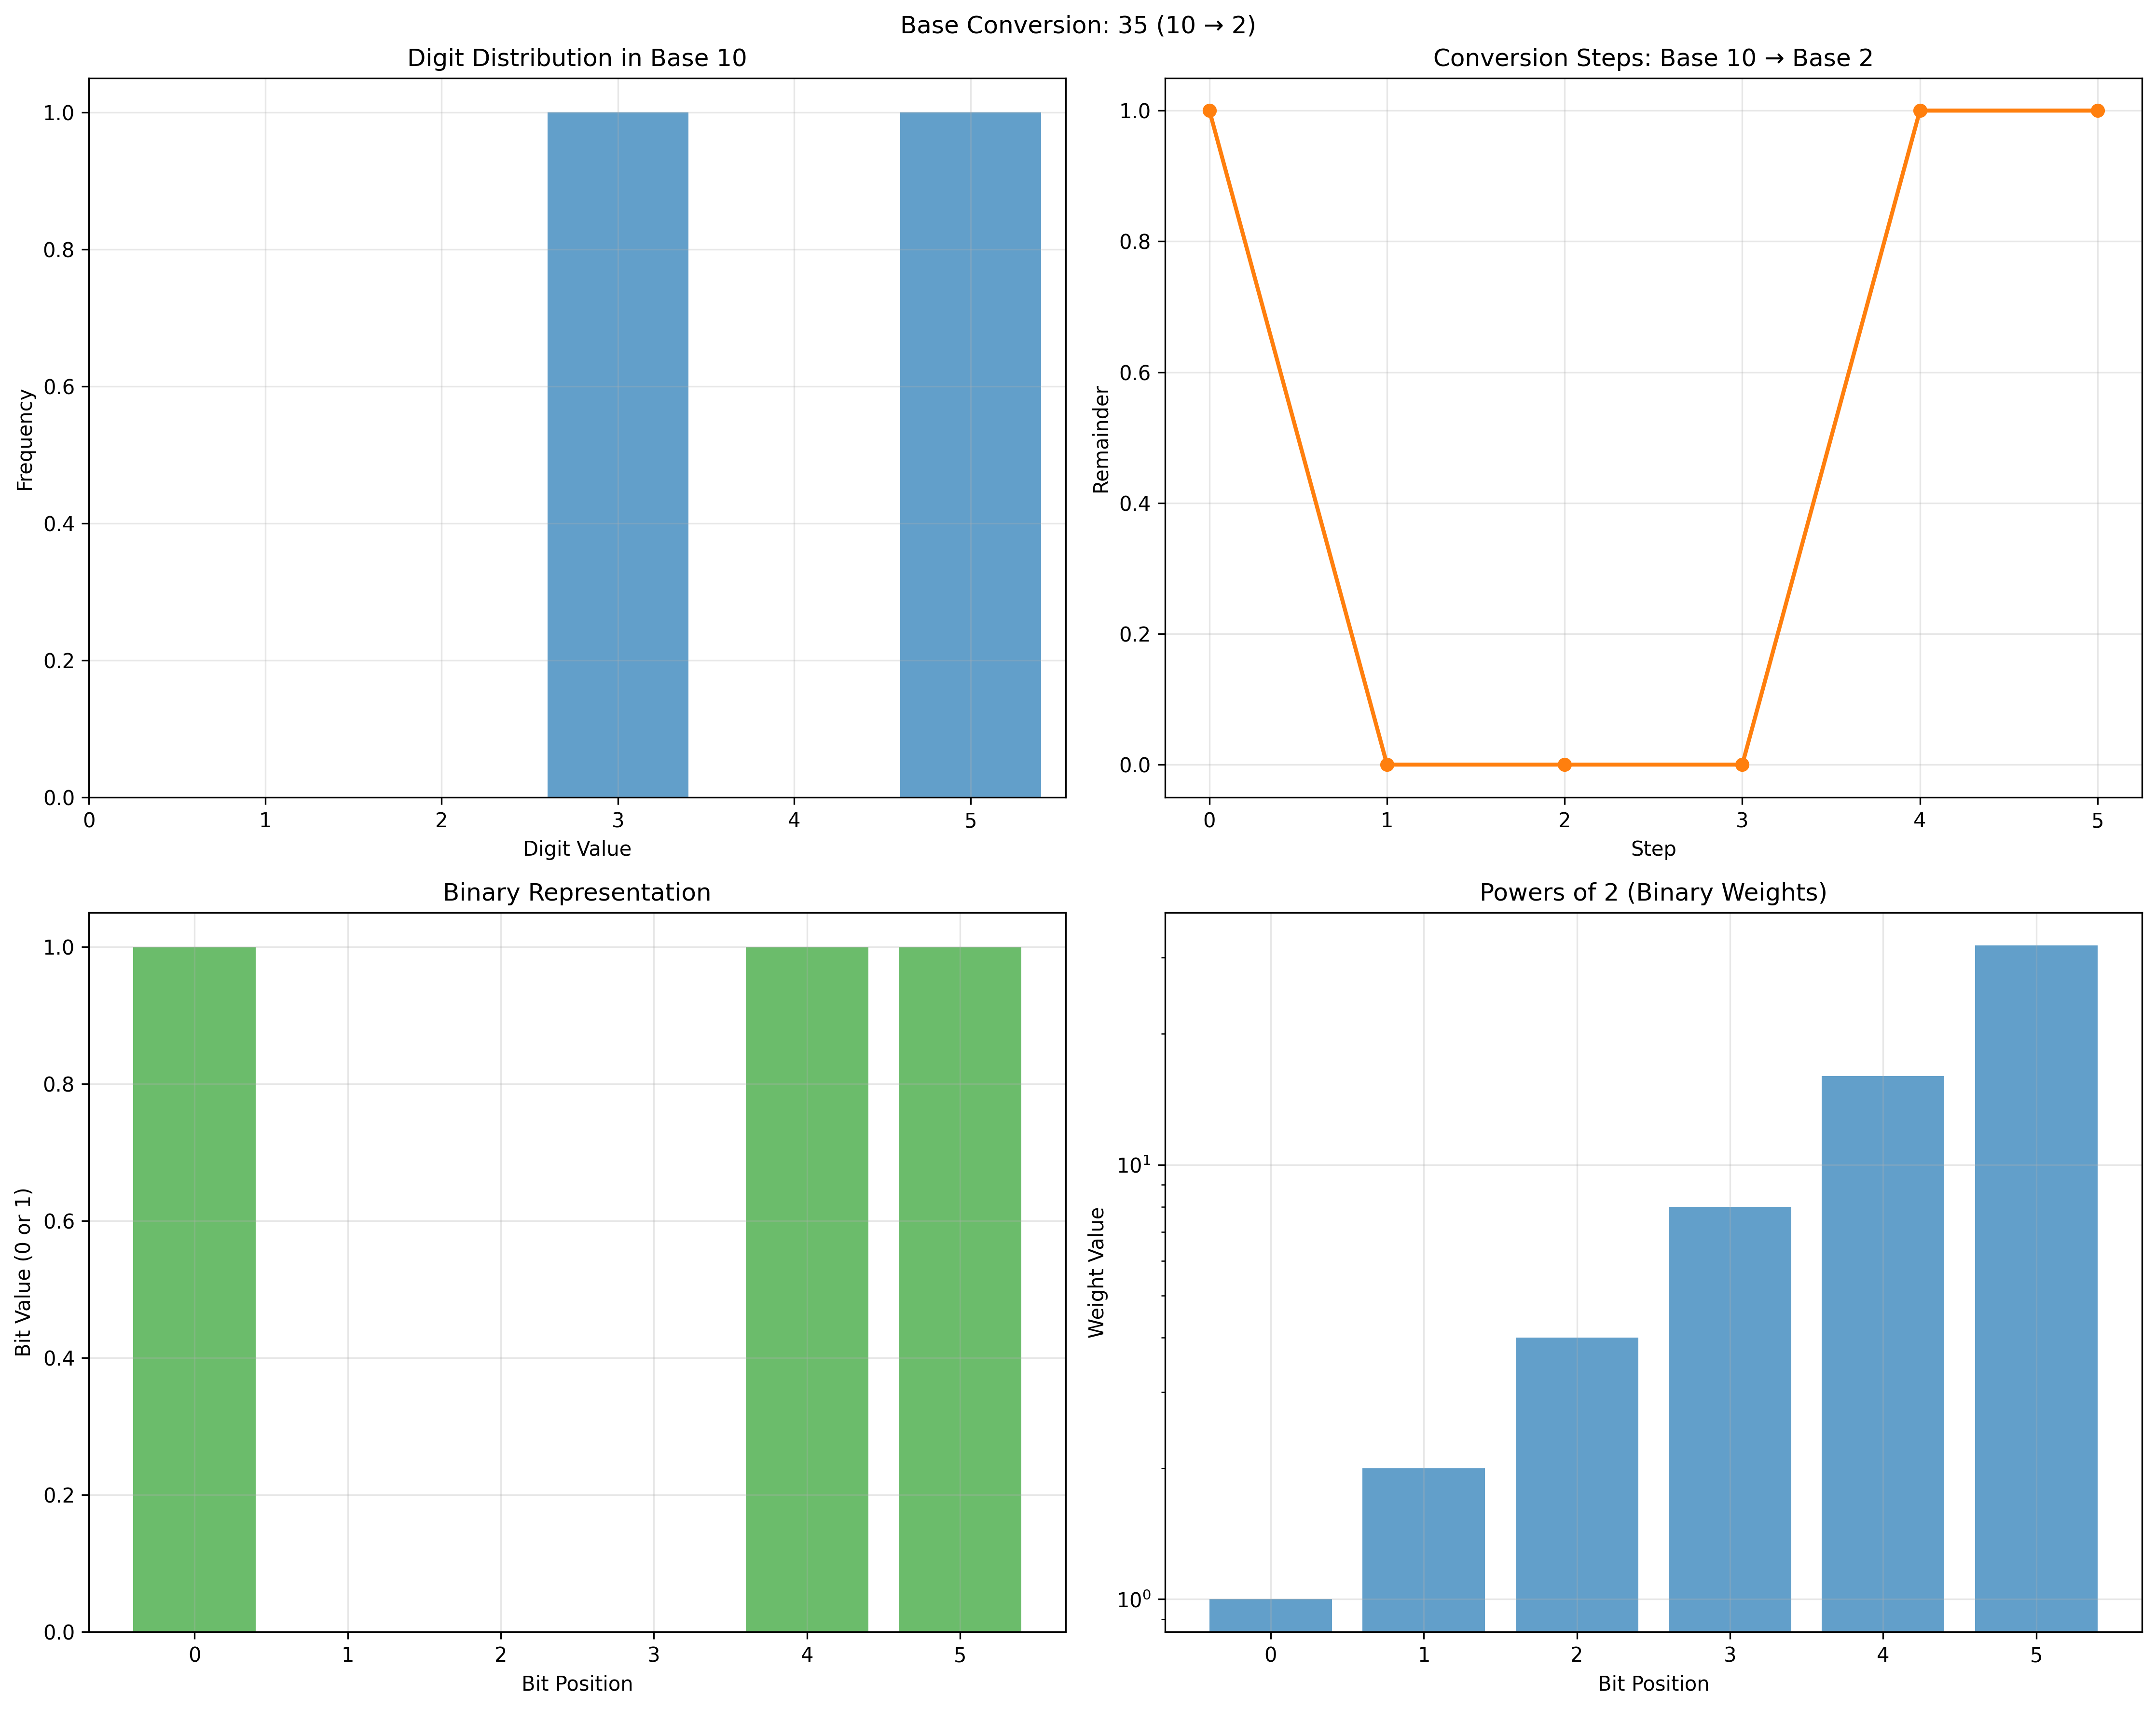 Base Conversion: 35 (10 → 2)
Digit Distribution in Base 10
Frequency
1.0
0.8
0.6
0.4
0.2
0.0
0 1 2 3 4 5
Digit Value
Conversion Steps: Base 10 → Base 2
Remainder
1.0
0.8
0.6
0.4
0.2
0.0
0 1 2 3 4 5
Step
Binary Representation
Bit Value (0 or 1)
1.0
0.8
0.6
0.4
0.2
0.0
0 1 2 3 4 5
Bit Position
Powers of 2 (Binary Weights)
Weight Value
10¹
10⁰
0 1 2 3 4 5
Bit Position